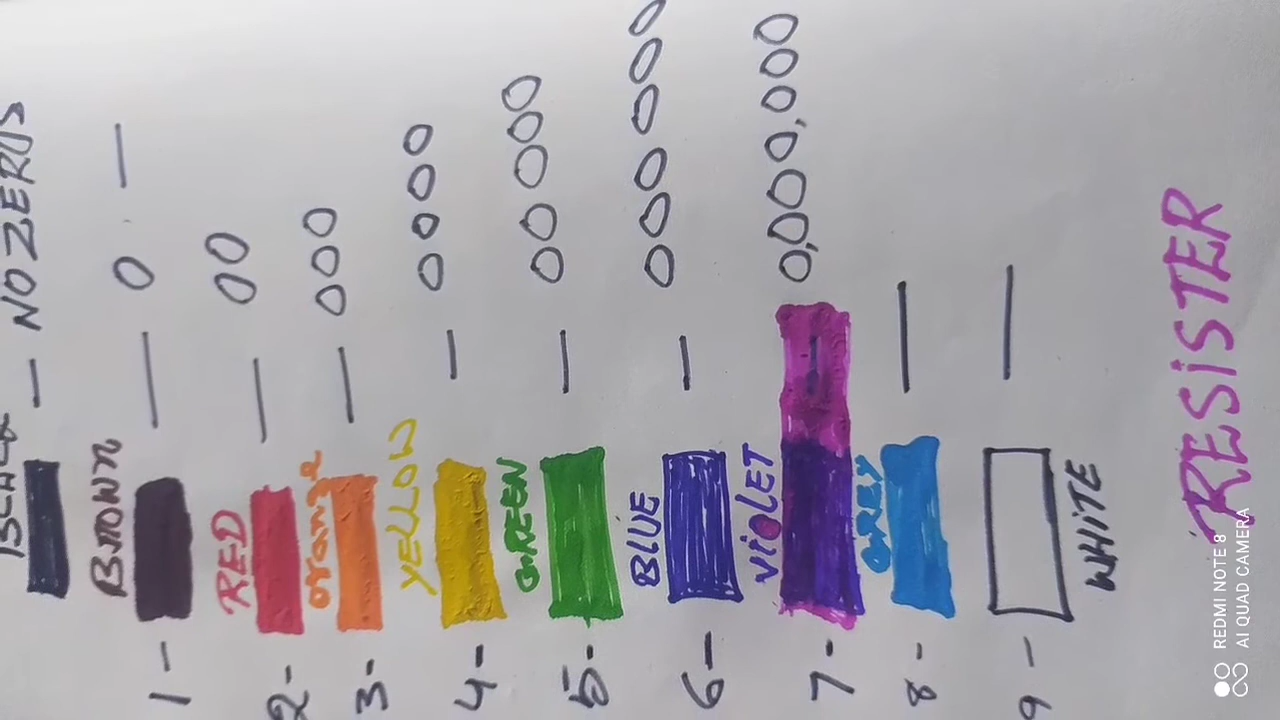 BLACK — NO ZEROS
1 - Brown — 0 —
2 - RED — 00
3 - orange — 000
4 - YELLOW — 0000
5 - GREEN — 00000
6 - BLUE — 000000
7 - VioLET - 0,000,000
8 - GREY —
9 - WHiTE —
RESiSTER
REDMI NOTE 8
AI QUAD CAMERA